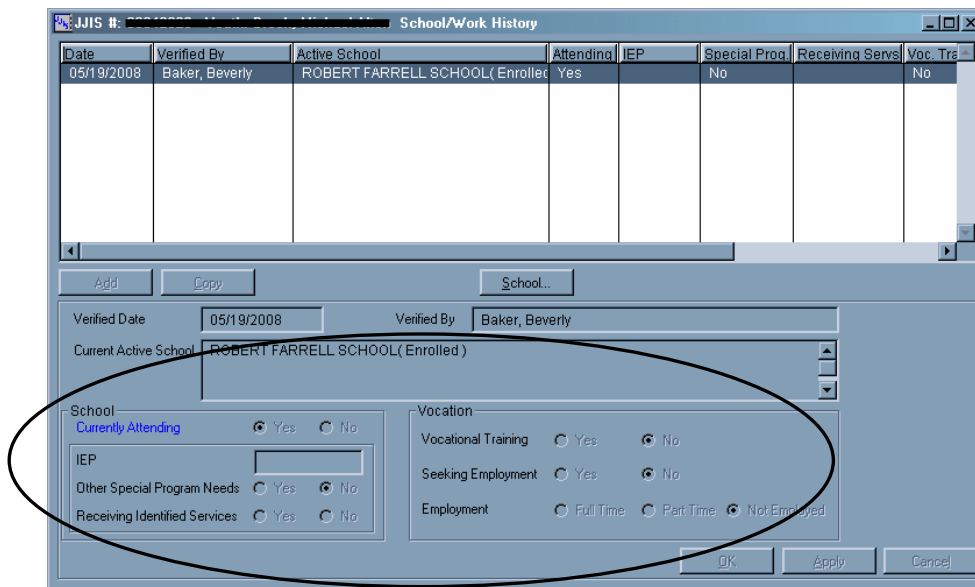 JJIS #: School/Work History
Date Verified By Active School Attending IEP Special Prog. Receiving Servs Voc. Tra
05/19/2008 Baker, Beverly ROBERT FARRELL SCHOOL( Enrolled Yes No No
Add Copy School...
Verified Date 05/19/2008 Verified By Baker, Beverly
Current Active School ROBERT FARRELL SCHOOL( Enrolled )
School Vocation
Currently Attending Yes No
Vocational Training Yes No
IEP
Seeking Employment Yes No
Other Special Program Needs Yes No
Employment Full Time Part Time Not Employed
Receiving Identified Services Yes No
OK Apply Cancel